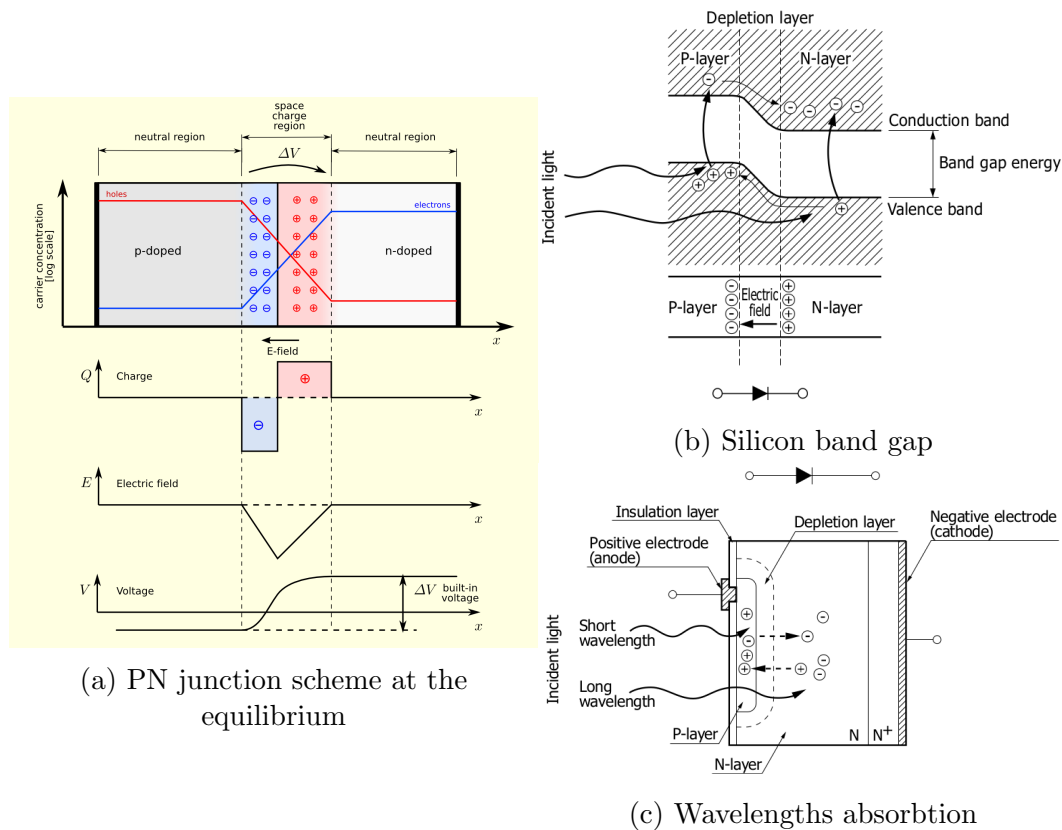 space
charge
region
neutral region
neutral region
ΔV
carrier concentration
[log scale]
holes
electrons
p-doped
n-doped
x
E-field
Q
Charge
x
E
Electric field
x
V
Voltage
ΔV
built-in
voltage
x
(a) PN junction scheme at the
equilibrium
Depletion layer
P-layer
N-layer
Conduction band
Band gap energy
Valence band
Incident light
P-layer
Electric
field
N-layer
(b) Silicon band gap
Insulation layer
Depletion layer
Negative electrode
(cathode)
Positive electrode
(anode)
Short
wavelength
Long
wavelength
Incident light
P-layer
N-layer
N
N+
(c) Wavelengths absorbtion